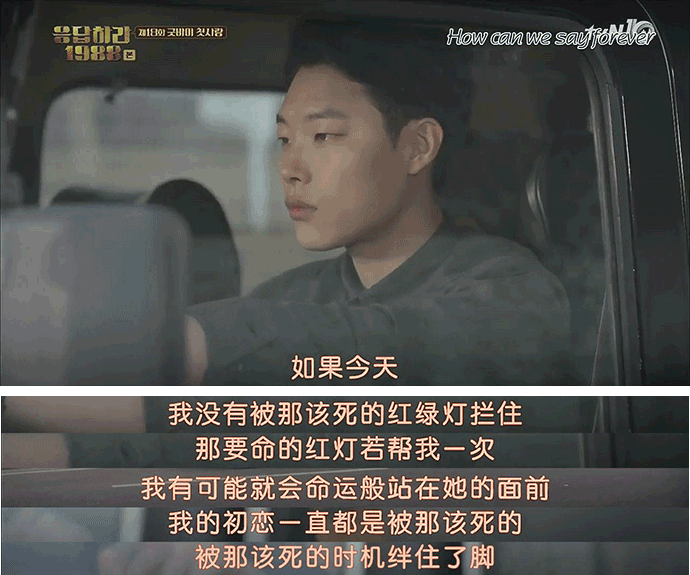 응답하라
1988
제18회 굿바이 첫사랑
How can we say forever
tvN10
如果今天
我没有被那该死的红绿灯拦住
那要命的红灯若帮我一次
我有可能就会命运般站在她的面前
我的初恋一直都是被那该死的
被那该死的时机绊住了脚